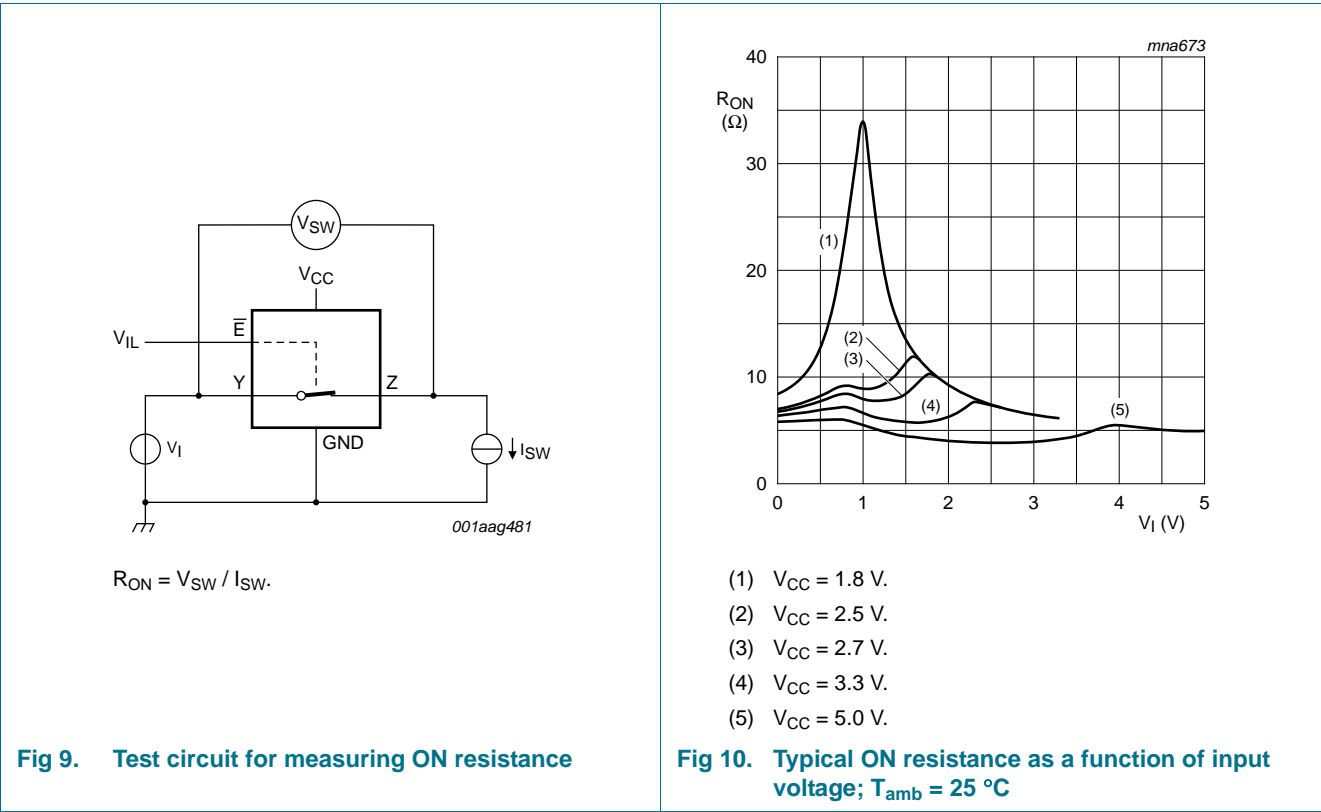 V_SW
V_CC
V_IL
E̅
Y
Z
GND
V_I
I_SW
001aag481
R_ON = V_SW / I_SW.
Fig 9. Test circuit for measuring ON resistance
mna673
R_ON
(Ω)
40
30
20
10
0
(1)
(2)
(3)
(4)
(5)
0 1 2 3 4 5
V_I (V)
(1) V_CC = 1.8 V.
(2) V_CC = 2.5 V.
(3) V_CC = 2.7 V.
(4) V_CC = 3.3 V.
(5) V_CC = 5.0 V.
Fig 10. Typical ON resistance as a function of input
voltage; T_amb = 25 °C